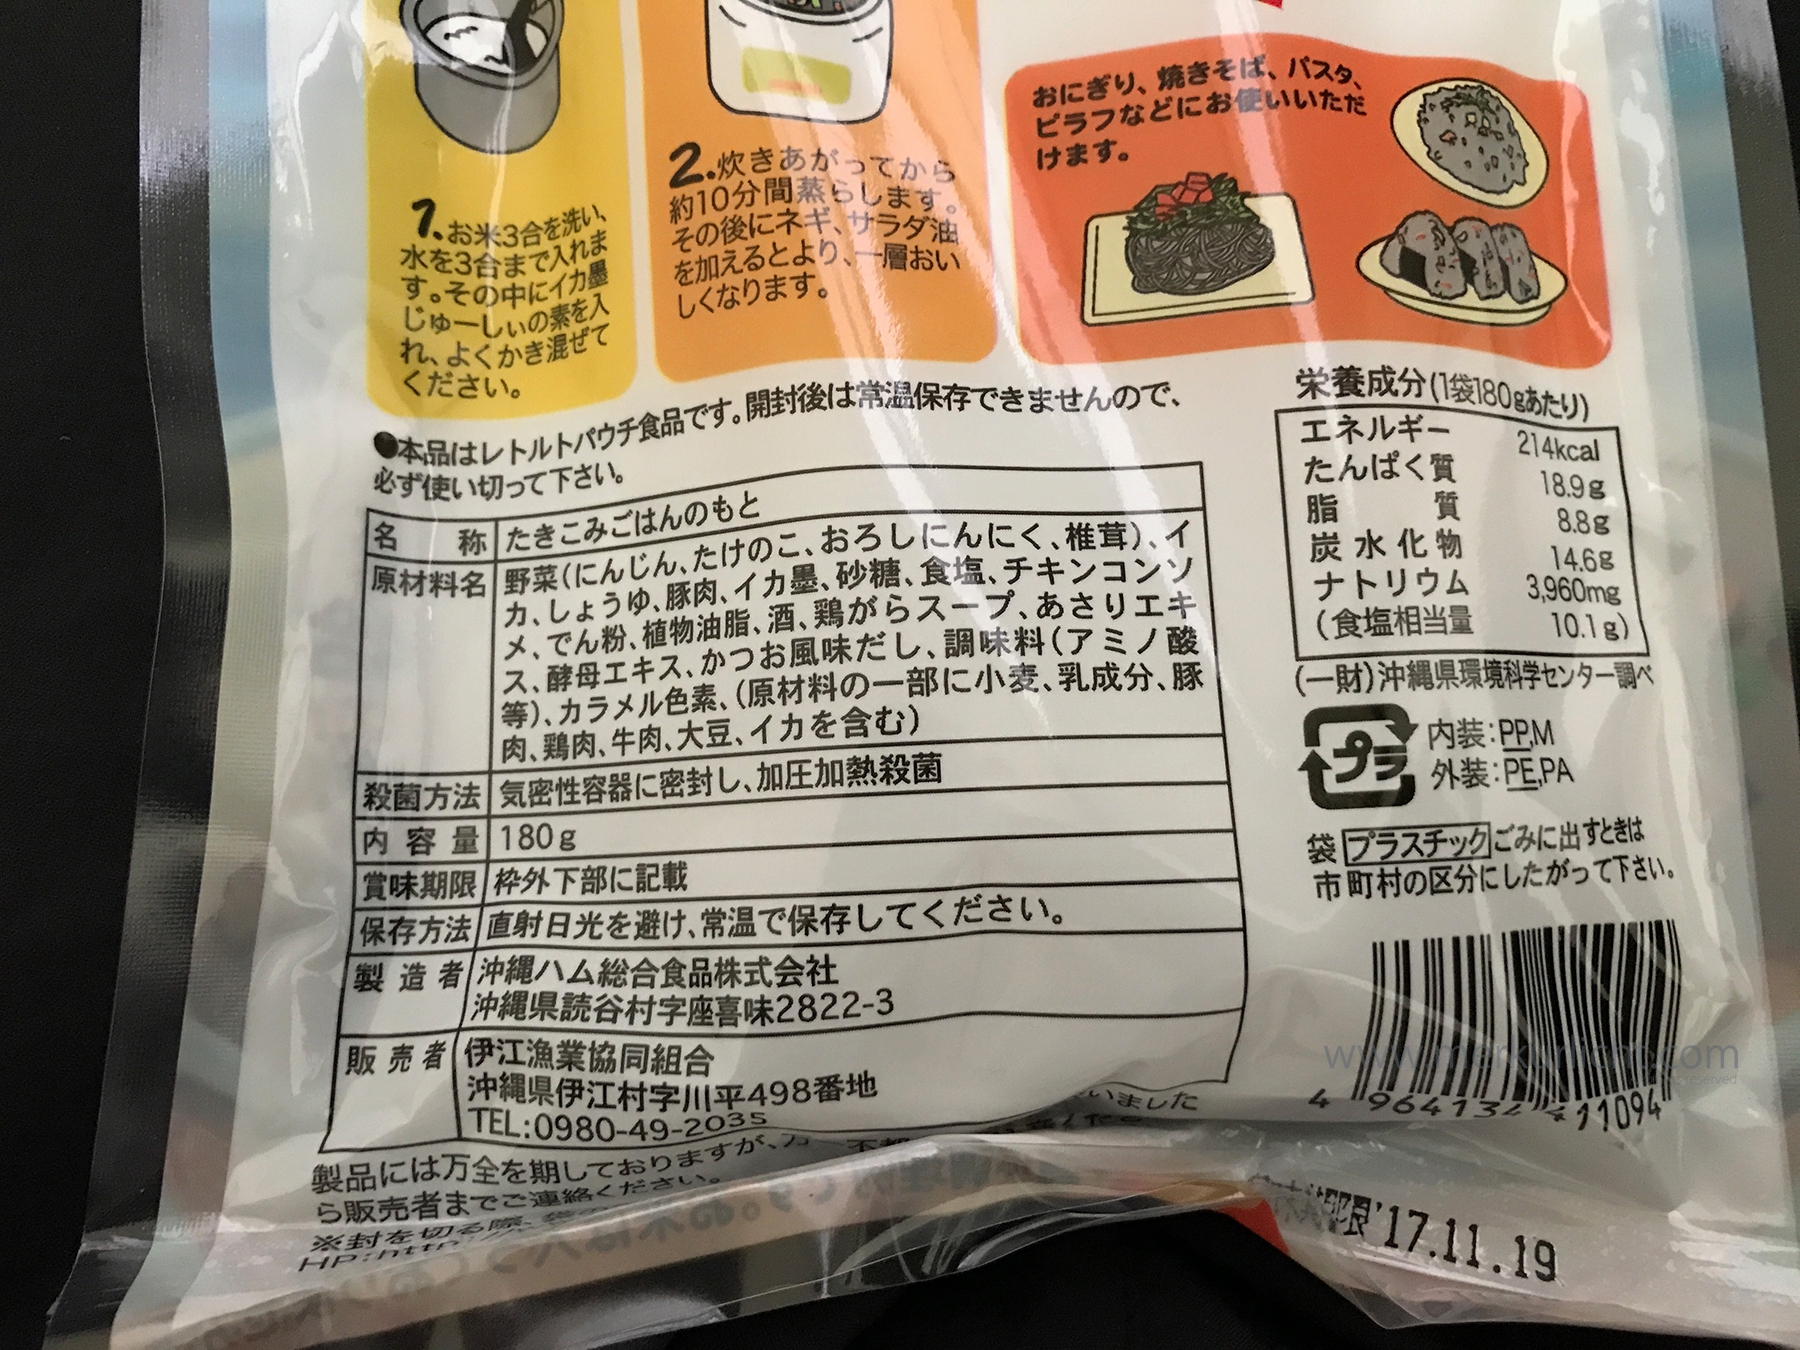 1.お米3合を洗い、
水を3合まで入れま
す。その中にイカ墨
じゅーしぃの素を入
れ、よくかき混ぜて
ください。
2.炊きあがってから
約10分間蒸らします。
その後にネギ、サラダ油
を加えるとより、一層おい
しくなります。
おにぎり、焼きそば、パスタ、
ピラフなどにお使いいただ
けます。
●本品はレトルトパウチ食品です。開封後は常温保存できませんので、
必ず使い切って下さい。
名称 たきこみごはんのもと
原材料名 野菜(にんじん、たけのこ、おろしにんにく、椎茸)、イ
カ、しょうゆ、豚肉、イカ墨、砂糖、食塩、チキンコンソ
メ、でん粉、植物油脂、酒、鶏がらスープ、あさりエキ
ス、酵母エキス、かつお風味だし、調味料(アミノ酸
等)、カラメル色素、(原材料の一部に小麦、乳成分、豚
肉、鶏肉、牛肉、大豆、イカを含む)
殺菌方法 気密性容器に密封し、加圧加熱殺菌
内容量 180g
賞味期限 枠外下部に記載
保存方法 直射日光を避け、常温で保存してください。
製造者 沖縄ハム総合食品株式会社
沖縄県読谷村字座喜味2822-3
販売者 伊江漁業協同組合
沖縄県伊江村字川平498番地
TEL:0980-49-2035
製品には万全を期しておりますが、万一 いました
ら販売者までご連絡ください。
※封を切る際、
HP:http:
栄養成分(1袋180gあたり)
エネルギー 214kcal
たんぱく質 18.9g
脂質 8.8g
炭水化物 14.6g
ナトリウム 3,960mg
(食塩相当量 10.1g)
(一財)沖縄県環境科学センター調べ
プラ
内装:PP,M
外装:PE,PA
袋 プラスチック ごみに出すときは
市町村の区分にしたがって下さい。
4 964134 411094
'17.11.19